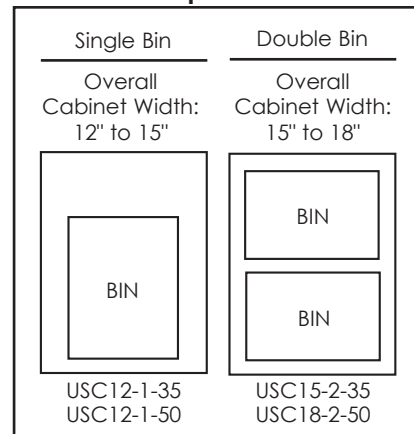 Single Bin
Overall
Cabinet Width:
12" to 15"
BIN
USC12-1-35
USC12-1-50
Double Bin
Overall
Cabinet Width:
15" to 18"
BIN
BIN
USC15-2-35
USC18-2-50